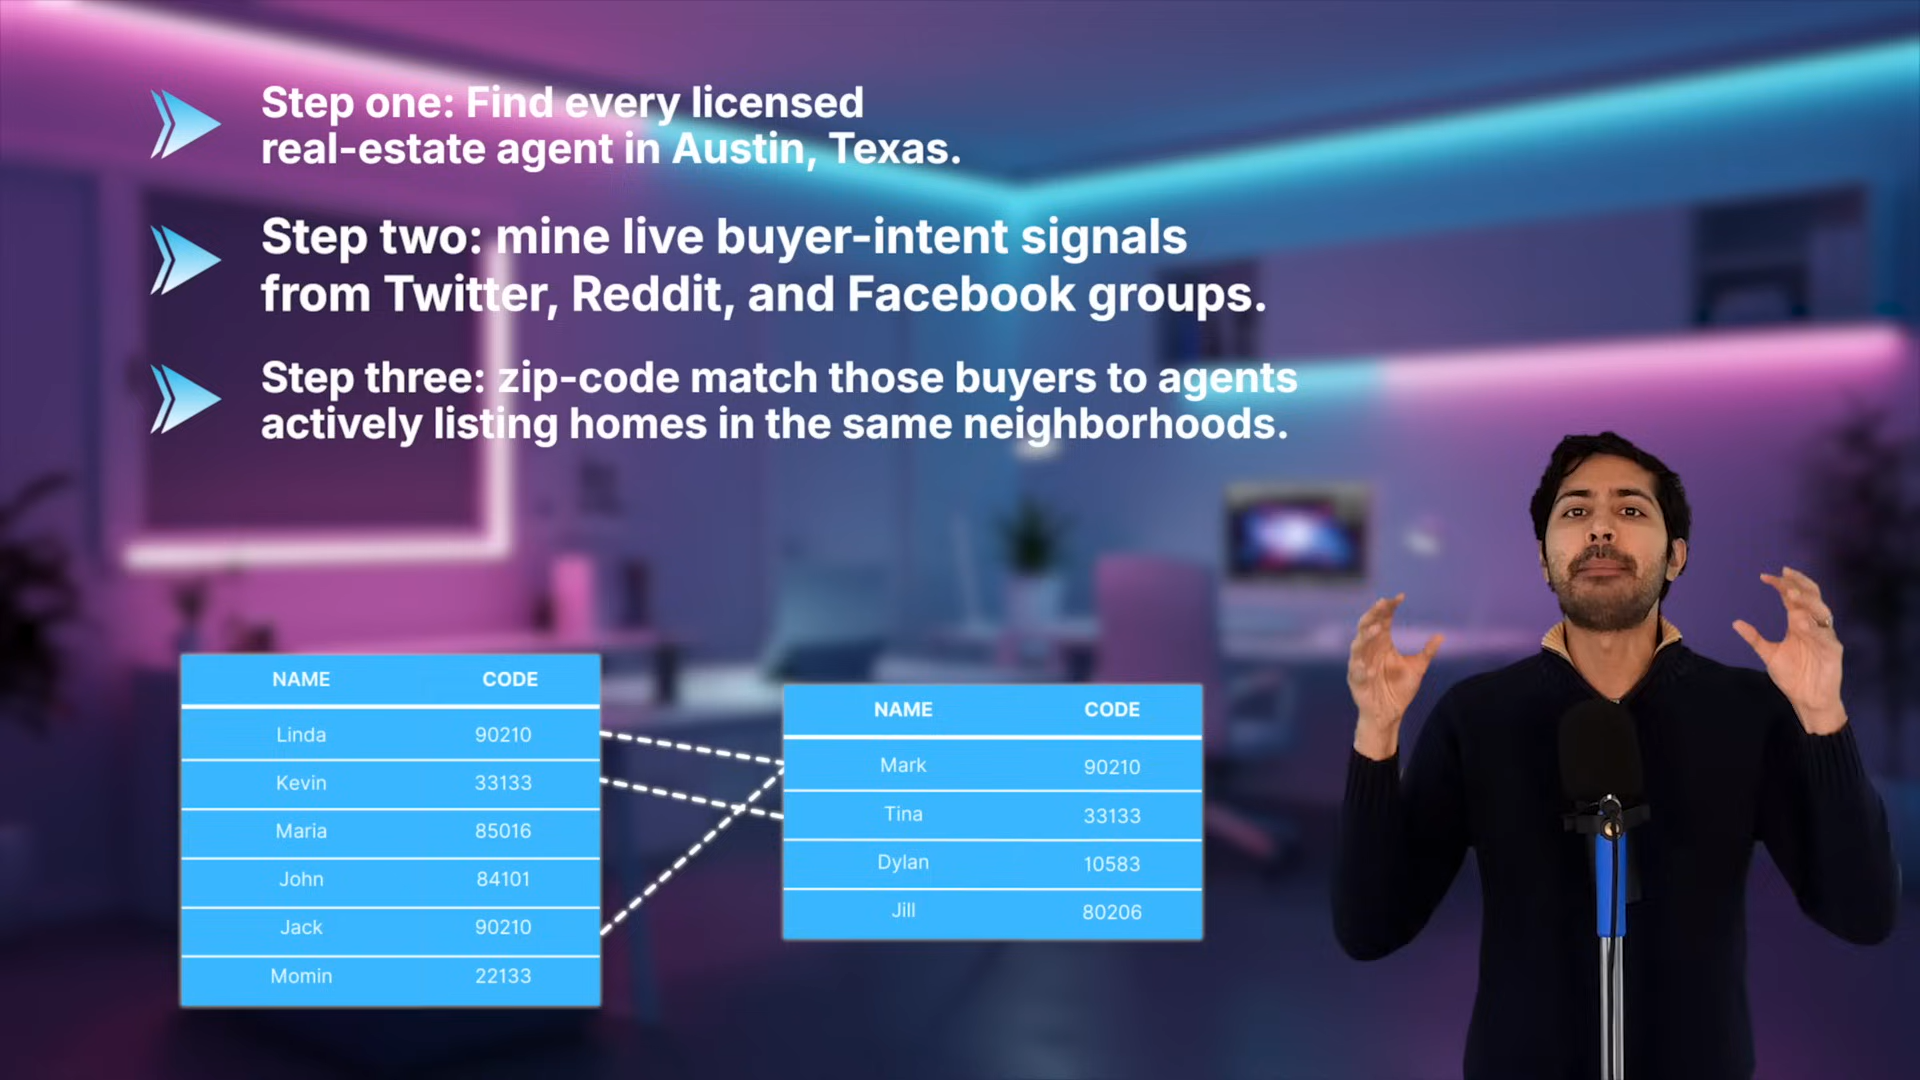 Step one: Find every licensed
real-estate agent in Austin, Texas.
Step two: mine live buyer-intent signals
from Twitter, Reddit, and Facebook groups.
Step three: zip-code match those buyers to agents
actively listing homes in the same neighborhoods.
NAME CODE
Linda 90210
Kevin 33133
Maria 85016
John 84101
Jack 90210
Momin 22133
NAME CODE
Mark 90210
Tina 33133
Dylan 10583
Jill 80206